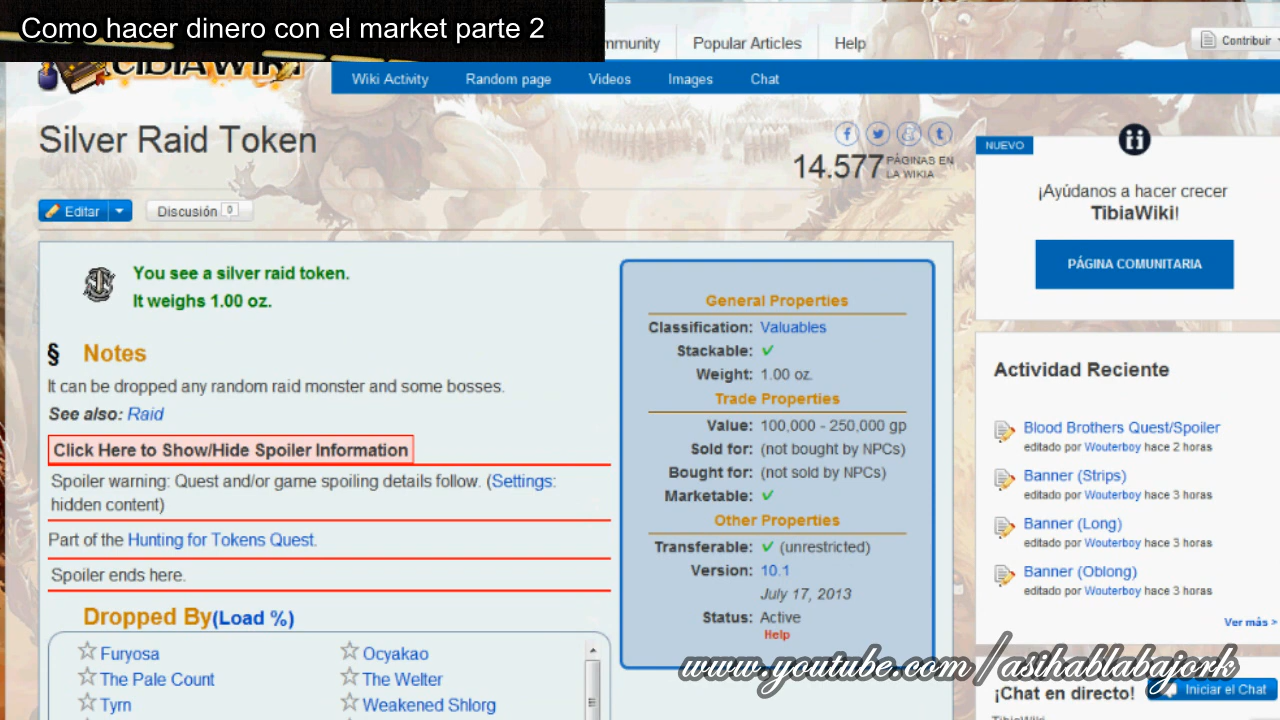 Como hacer dinero con el market parte 2
Popular Articles
Help
Contribuir
TIBIAWIKI
Wiki Activity
Random page
Videos
Images
Chat
Silver Raid Token
14.577 PÁGINAS EN
LA WIKIA
Editar
Discusión 0
You see a silver raid token.
It weighs 1.00 oz.
§ Notes
It can be dropped any random raid monster and some bosses.
See also: Raid
Click Here to Show/Hide Spoiler Information
Spoiler warning: Quest and/or game spoiling details follow. (Settings:
hidden content)
Part of the Hunting for Tokens Quest.
Spoiler ends here.
Dropped By(Load %)
Furyosa
Ocyakao
The Pale Count
The Welter
Tyrn
Weakened Shlorg
General Properties
Classification: Valuables
Stackable: ✓
Weight: 1.00 oz.
Trade Properties
Value: 100,000 - 250,000 gp
Sold for: (not bought by NPCs)
Bought for: (not sold by NPCs)
Marketable: ✓
Other Properties
Transferable: ✓ (unrestricted)
Version: 10.1
July 17, 2013
Status: Active
Help
NUEVO
¡Ayúdanos a hacer crecer
TibiaWiki!
PÁGINA COMUNITARIA
Actividad Reciente
Blood Brothers Quest/Spoiler
editado por Wouterboy hace 2 horas
Banner (Strips)
editado por Wouterboy hace 3 horas
Banner (Long)
editado por Wouterboy hace 3 horas
Banner (Oblong)
editado por Wouterboy hace 3 horas
Ver más >
www.youtube.com/asihablabajork
¡Chat en directo!
Iniciar el Chat